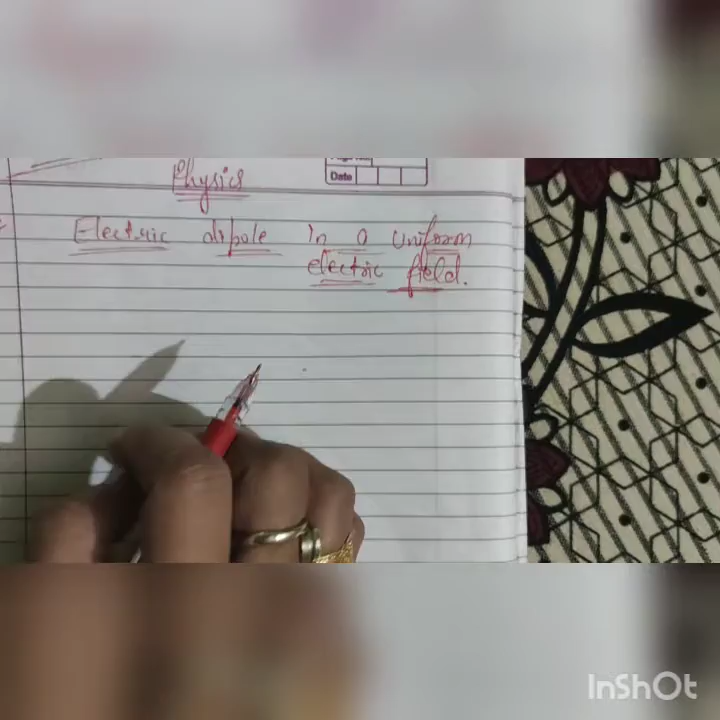 Date
Physics
Electric dipole in a uniform
electric field.
InShOt